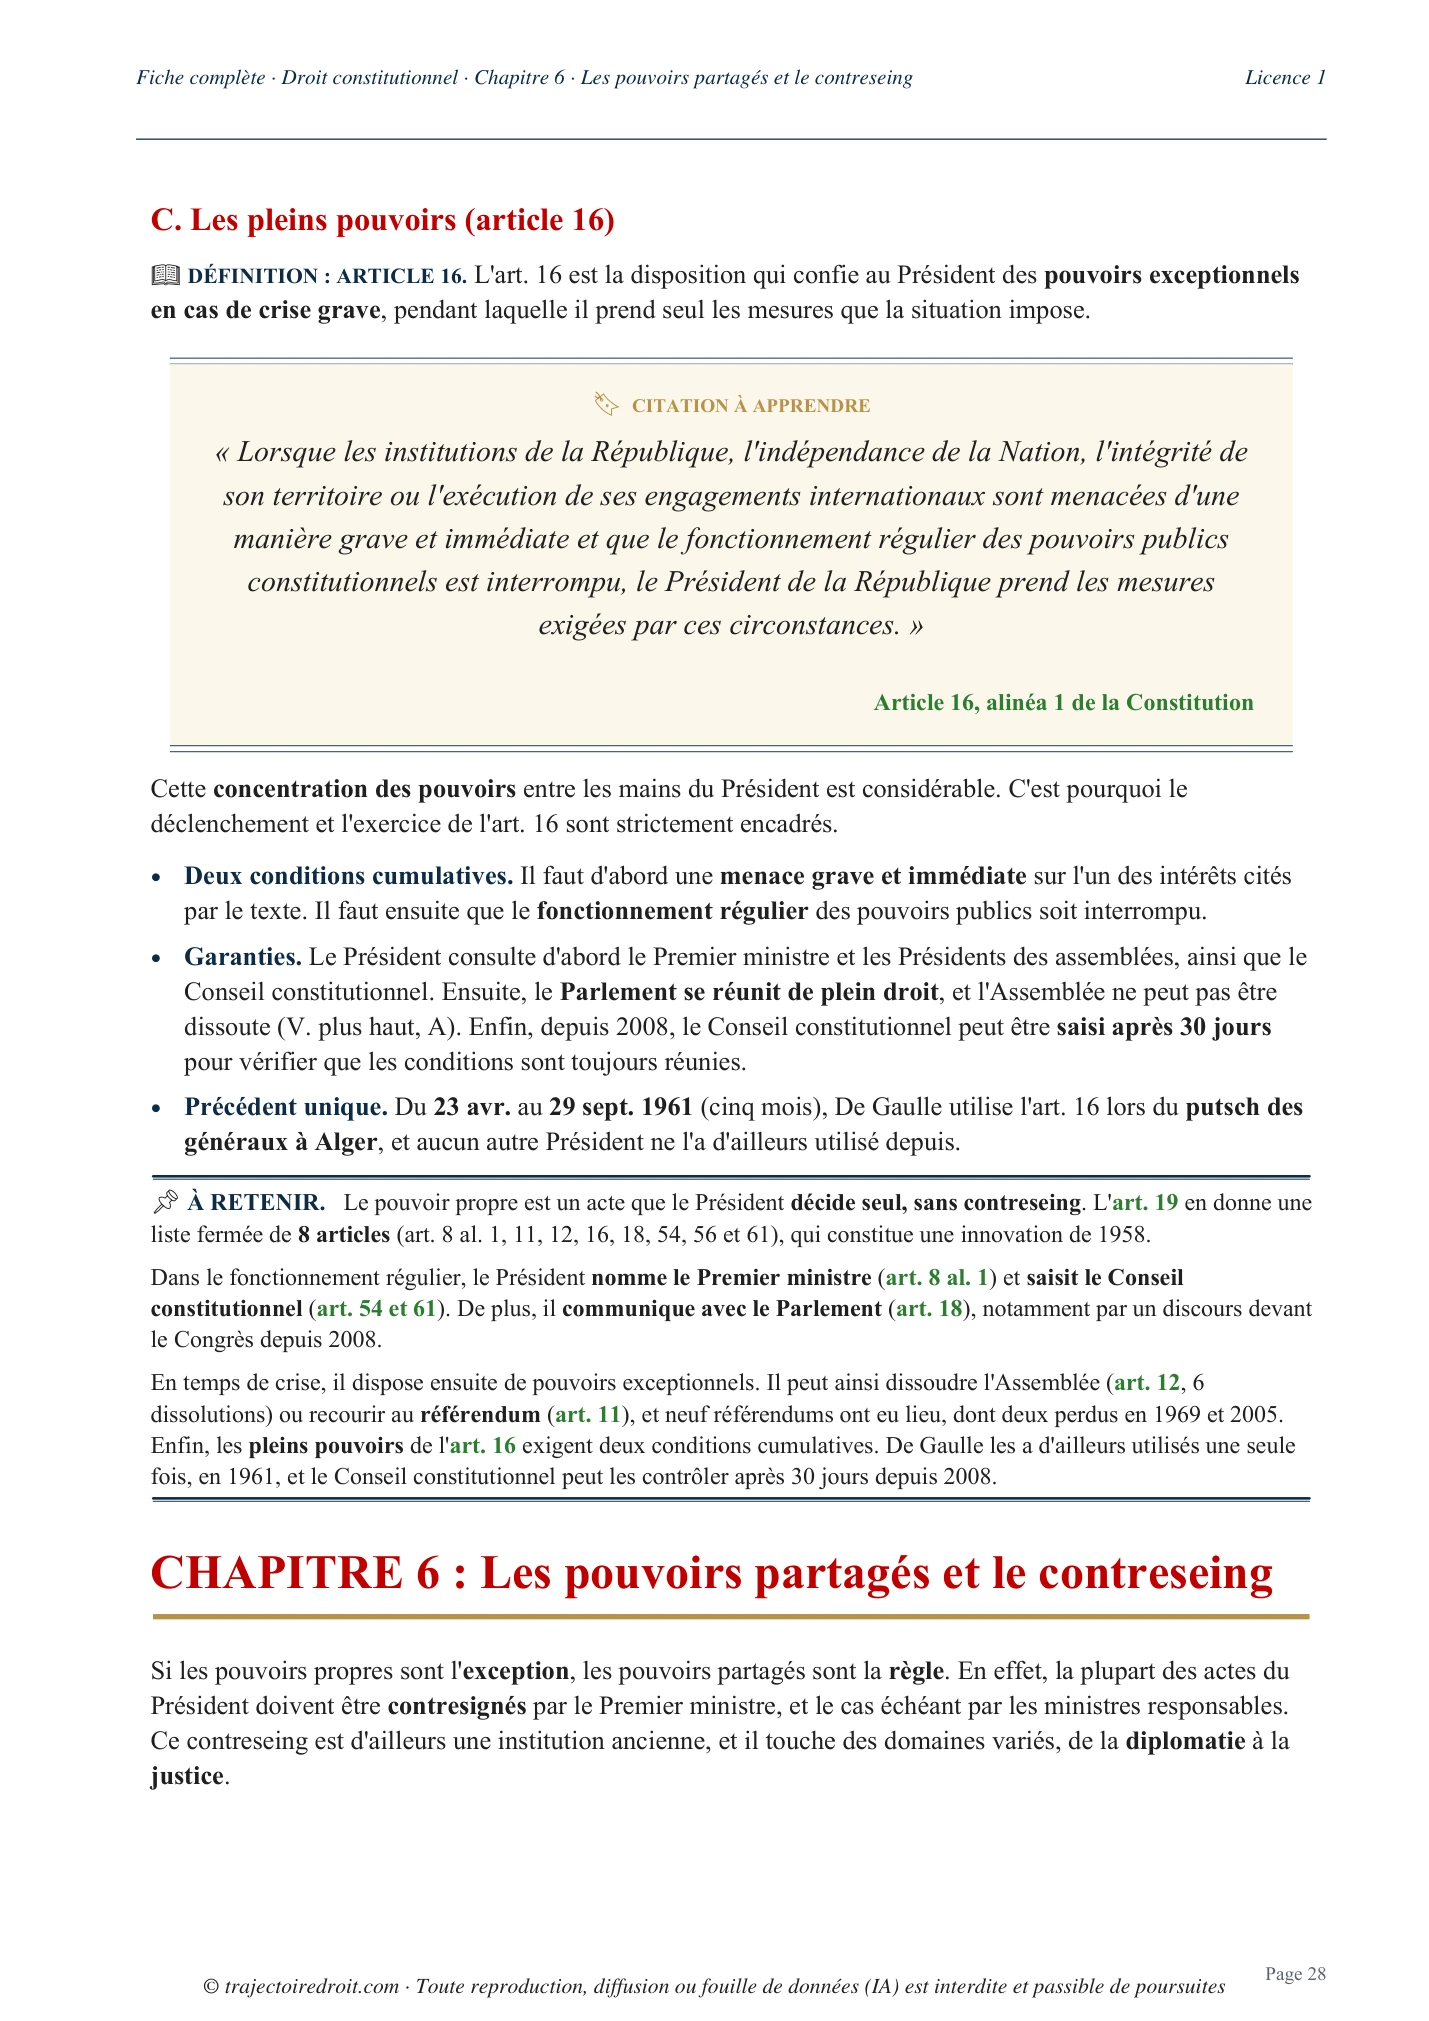 Fiche complète · Droit constitutionnel · Chapitre 6 · Les pouvoirs partagés et le contreseing
Licence 1
C. Les pleins pouvoirs (article 16)
DÉFINITION : ARTICLE 16. L'art. 16 est la disposition qui confie au Président des pouvoirs exceptionnels
en cas de crise grave, pendant laquelle il prend seul les mesures que la situation impose.
CITATION À APPRENDRE
« Lorsque les institutions de la République, l'indépendance de la Nation, l'intégrité de
son territoire ou l'exécution de ses engagements internationaux sont menacées d'une
manière grave et immédiate et que le fonctionnement régulier des pouvoirs publics
constitutionnels est interrompu, le Président de la République prend les mesures
exigées par ces circonstances. »
Article 16, alinéa 1 de la Constitution
Cette concentration des pouvoirs entre les mains du Président est considérable. C'est pourquoi le
déclenchement et l'exercice de l'art. 16 sont strictement encadrés.
• Deux conditions cumulatives. Il faut d'abord une menace grave et immédiate sur l'un des intérêts cités
par le texte. Il faut ensuite que le fonctionnement régulier des pouvoirs publics soit interrompu.
• Garanties. Le Président consulte d'abord le Premier ministre et les Présidents des assemblées, ainsi que le
Conseil constitutionnel. Ensuite, le Parlement se réunit de plein droit, et l'Assemblée ne peut pas être
dissoute (V. plus haut, A). Enfin, depuis 2008, le Conseil constitutionnel peut être saisi après 30 jours
pour vérifier que les conditions sont toujours réunies.
• Précédent unique. Du 23 avr. au 29 sept. 1961 (cinq mois), De Gaulle utilise l'art. 16 lors du putsch des
généraux à Alger, et aucun autre Président ne l'a d'ailleurs utilisé depuis.
À RETENIR. Le pouvoir propre est un acte que le Président décide seul, sans contreseing. L'art. 19 en donne une
liste fermée de 8 articles (art. 8 al. 1, 11, 12, 16, 18, 54, 56 et 61), qui constitue une innovation de 1958.
Dans le fonctionnement régulier, le Président nomme le Premier ministre (art. 8 al. 1) et saisit le Conseil
constitutionnel (art. 54 et 61). De plus, il communique avec le Parlement (art. 18), notamment par un discours devant
le Congrès depuis 2008.
En temps de crise, il dispose ensuite de pouvoirs exceptionnels. Il peut ainsi dissoudre l'Assemblée (art. 12, 6
dissolutions) ou recourir au référendum (art. 11), et neuf référendums ont eu lieu, dont deux perdus en 1969 et 2005.
Enfin, les pleins pouvoirs de l'art. 16 exigent deux conditions cumulatives. De Gaulle les a d'ailleurs utilisés une seule
fois, en 1961, et le Conseil constitutionnel peut les contrôler après 30 jours depuis 2008.
CHAPITRE 6 : Les pouvoirs partagés et le contreseing
Si les pouvoirs propres sont l'exception, les pouvoirs partagés sont la règle. En effet, la plupart des actes du
Président doivent être contresignés par le Premier ministre, et le cas échéant par les ministres responsables.
Ce contreseing est d'ailleurs une institution ancienne, et il touche des domaines variés, de la diplomatie à la
justice.
© trajectoiredroit.com · Toute reproduction, diffusion ou fouille de données (IA) est interdite et passible de poursuites
Page 28